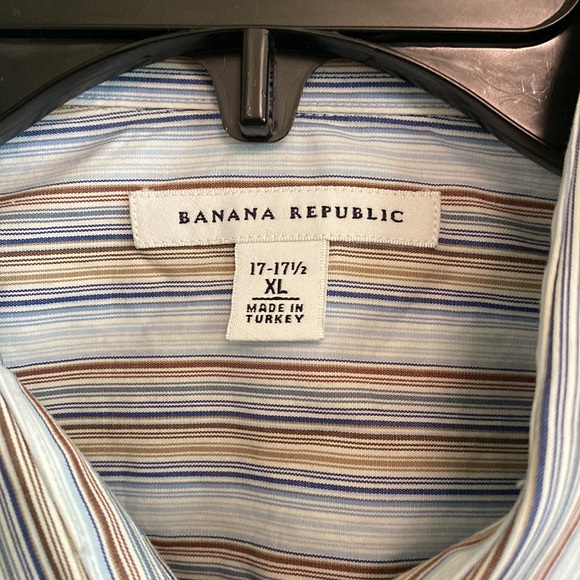 BANANA REPUBLIC
17-17½
XL
MADE IN
TURKEY